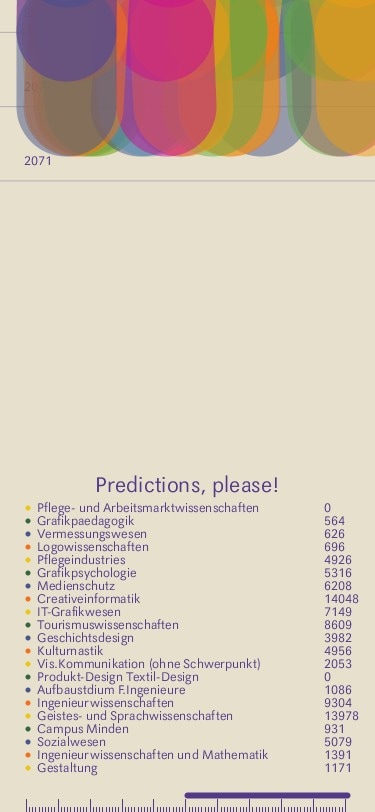 2071
Predictions, please!
Pflege- und Arbeitsmarktwissenschaften 0
Grafikpaedagogik 564
Vermessungswesen 626
Logowissenschaften 696
Pflegeindustries 4926
Grafikpsychologie 5316
Medienschutz 6208
Creativeinformatik 14048
IT-Grafikwesen 7149
Tourismuswissenschaften 8609
Geschichtsdesign 3982
Kulturnastik 4956
Vis.Kommunikation (ohne Schwerpunkt) 2053
Produkt-Design Textil-Design 0
Aufbaustdium F.Ingenieure 1086
Ingenieurwissenschaften 9304
Geistes- und Sprachwissenschaften 13978
Campus Minden 931
Sozialwesen 5079
Ingenieurwissenschaften und Mathematik 1391
Gestaltung 1171